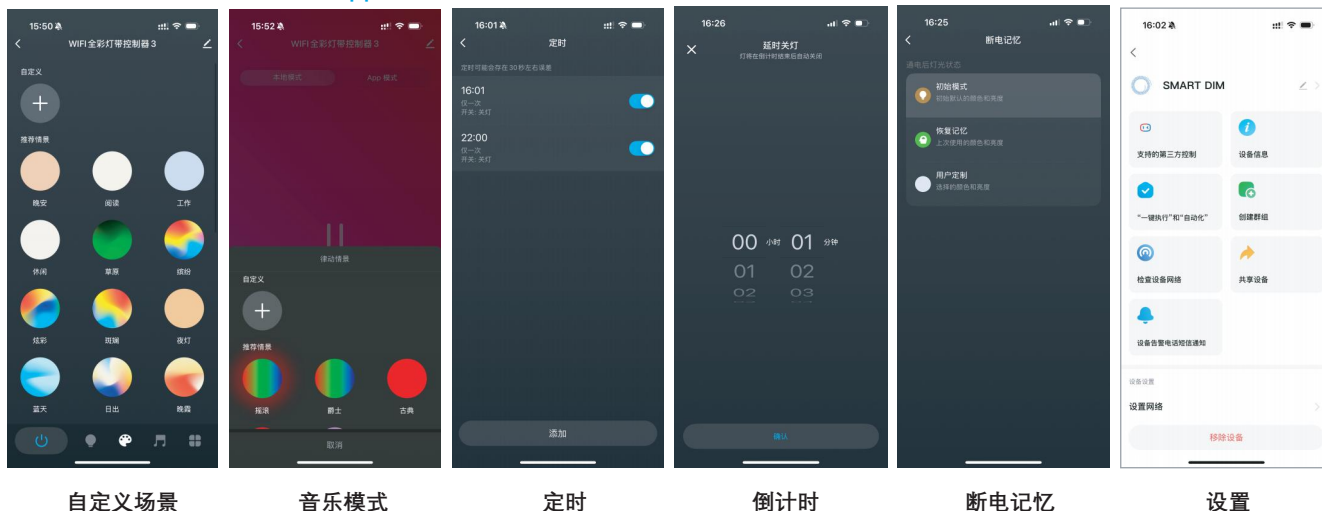 15:50
WIFI全彩灯带控制器3
自定义
推荐情景
晚安
阅读
工作
休闲
草原
缤纷
炫彩
斑斓
夜灯
蓝天
日出
晚霞
自定义场景
15:52
WIFI全彩灯带控制器3
本地模式
App 模式
律动情景
自定义
推荐情景
摇滚
爵士
古典
取消
音乐模式
16:01
定时
定时可能会存在30秒左右误差
16:01
仅一次
开关: 关灯
22:00
仅一次
开关: 关灯
添加
定时
16:26
延时关灯
灯将在倒计时结束后自动关闭
00 小时 01 分钟
01 02
02 03
确认
倒计时
16:25
断电记忆
通电后灯光状态
初始模式
初始默认的颜色和亮度
恢复记忆
上次使用的颜色和亮度
用户定制
选择的颜色和亮度
断电记忆
16:02
SMART DIM
支持的第三方控制
设备信息
“一键执行”和“自动化”
创建群组
检查设备网络
共享设备
设备告警电话短信通知
设备设置
设置网络
移除设备
设置